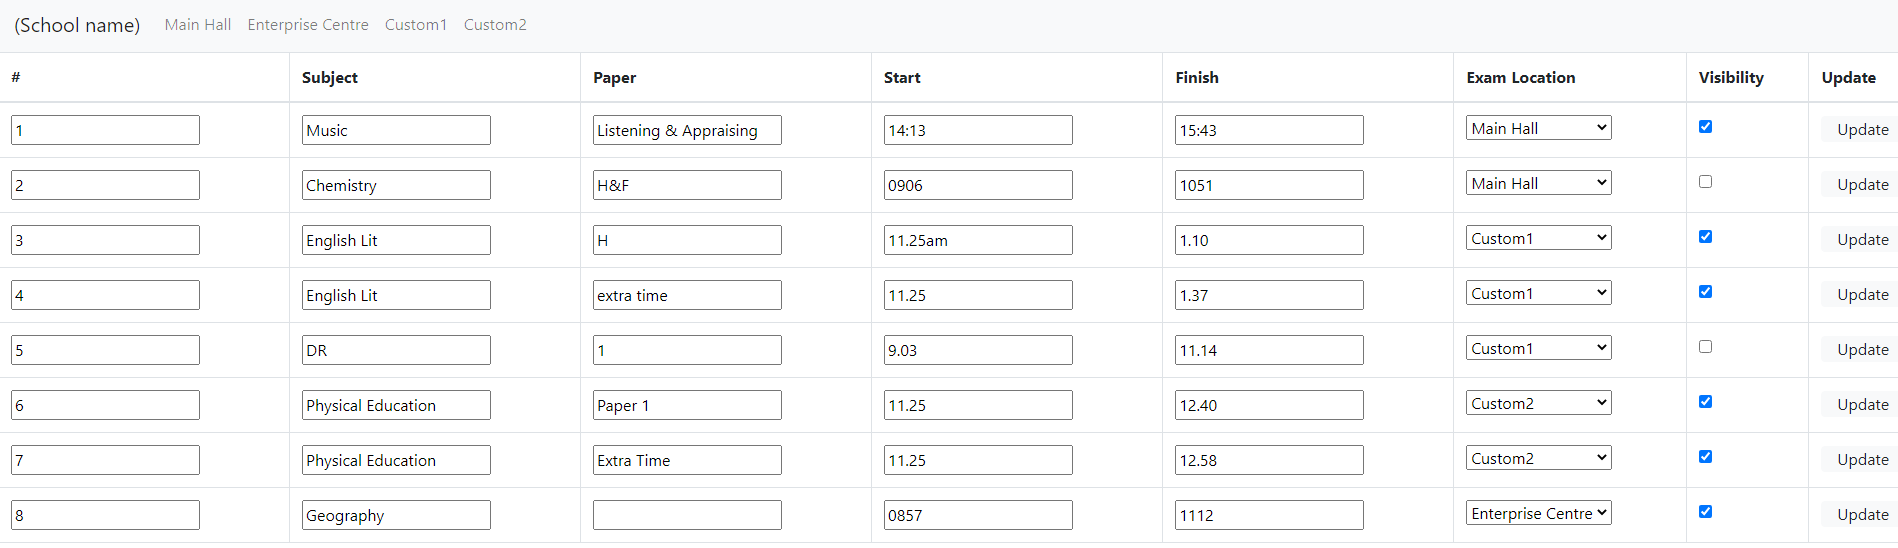 (School name) Main Hall Enterprise Centre Custom1 Custom2
# Subject Paper Start Finish Exam Location Visibility Update
1 Music Listening & Appraising 14:13 15:43 Main Hall Update
2 Chemistry H&F 0906 1051 Main Hall Update
3 English Lit H 11.25am 1.10 Custom1 Update
4 English Lit extra time 11.25 1.37 Custom1 Update
5 DR 1 9.03 11.14 Custom1 Update
6 Physical Education Paper 1 11.25 12.40 Custom2 Update
7 Physical Education Extra Time 11.25 12.58 Custom2 Update
8 Geography 0857 1112 Enterprise Centre Update